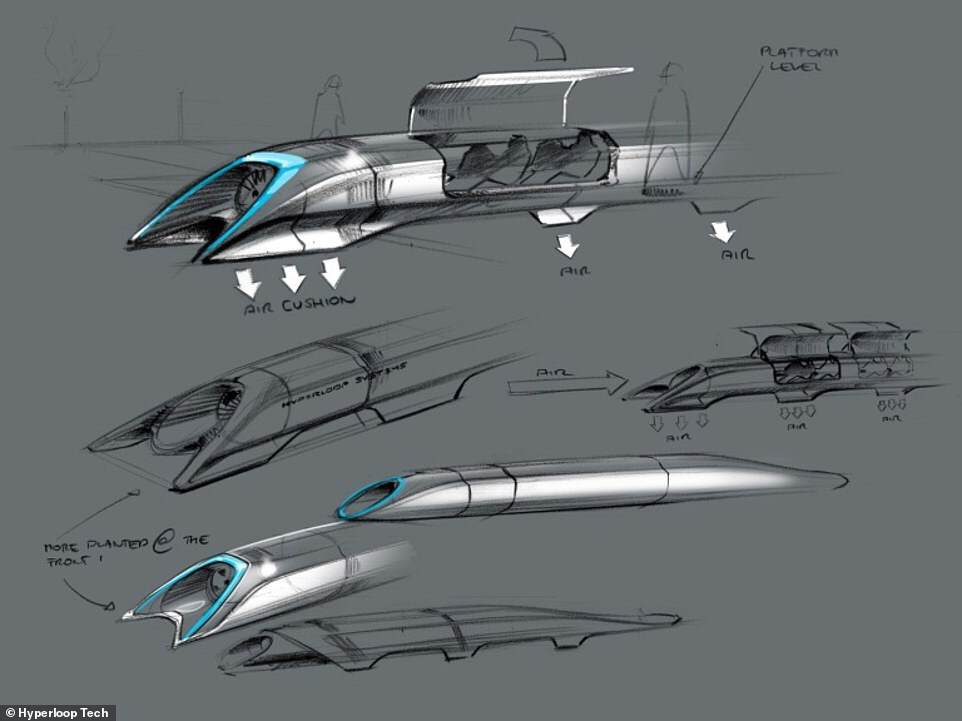 PLATFORM
LEVEL
AIR
AIR
AIR CUSHION
HYPERLOOP SYSTEMS
AIR
AIR
AIR
AIR
MORE PLANTED @ THE
FRONT!
© Hyperloop Tech